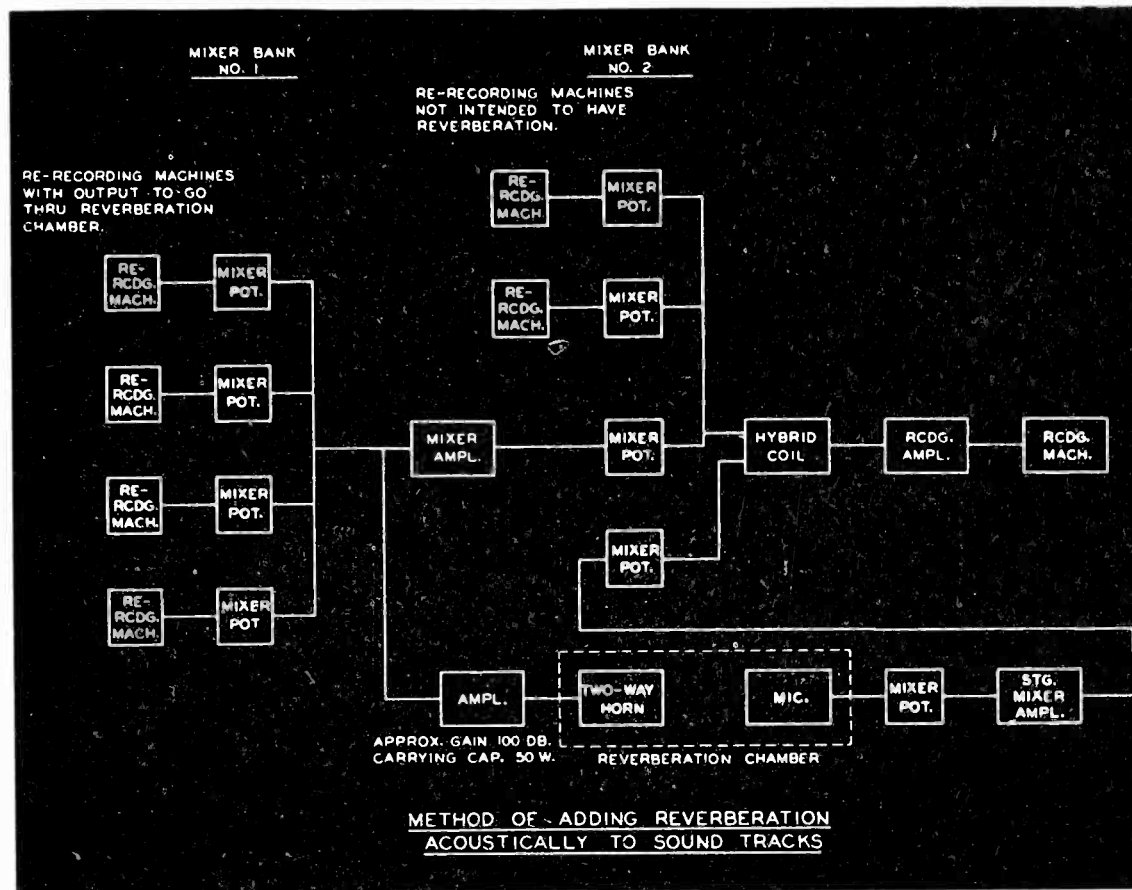 MIXER BANK
NO. 1
MIXER BANK
NO. 2
RE-RECORDING MACHINES
NOT INTENDED TO HAVE
REVERBERATION.
RE-RECORDING MACHINES
WITH OUTPUT TO GO
THRU REVERBERATION
CHAMBER.
RE-
RCDG.
MACH.
MIXER
POT.
RE-
RCDG.
MACH.
MIXER
POT.
RE-
RCDG.
MACH.
MIXER
POT.
RE-
RCDG.
MACH.
MIXER
POT.
RE-
RCDG.
MACH.
MIXER
POT.
MIXER
AMPL.
MIXER
POT.
HYBRID
COIL
RCDG.
AMPL.
RCDG.
MACH.
RE-
RCDG.
MACH.
MIXER
POT.
MIXER
POT.
RE-
RCDG.
MACH.
MIXER
POT
AMPL.
TWO-WAY
HORN
MIC.
MIXER
POT.
STG.
MIXER
AMPL.
APPROX. GAIN 100 DB.
CARRYING CAP. 50 W.
REVERBERATION CHAMBER
METHOD OF ADDING REVERBERATION
ACOUSTICALLY TO SOUND TRACKS